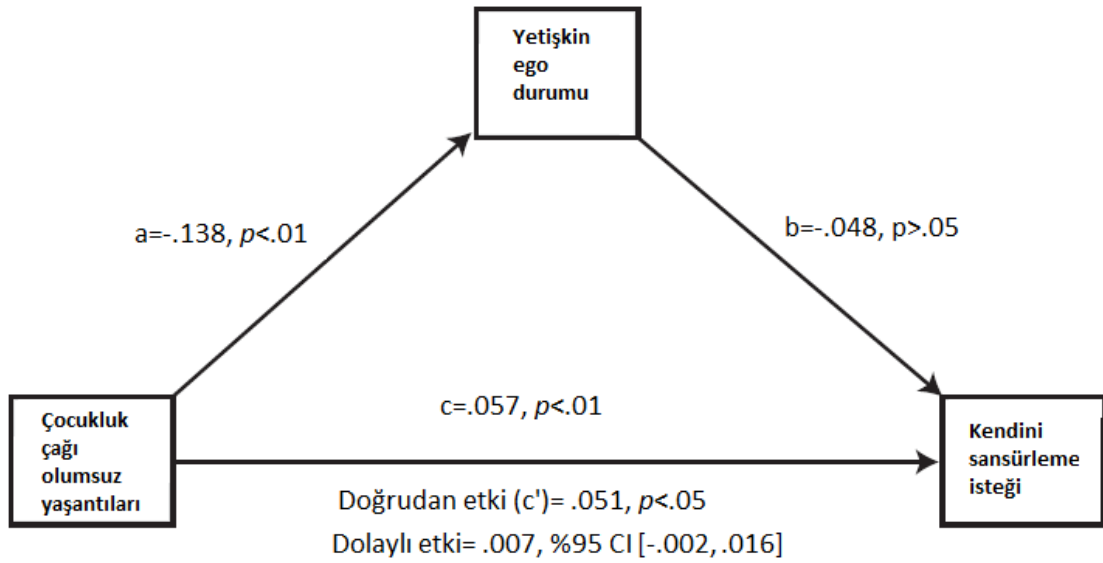 Yetişkin
ego
durumu
a=-.138, p<.01
b=-.048, p>.05
c=.057, p<.01
Çocukluk
çağı
olumsuz
yaşantıları
Kendini
sansürleme
isteği
Doğrudan etki (c')= .051, p<.05
Dolaylı etki= .007, %95 CI [-.002, .016]